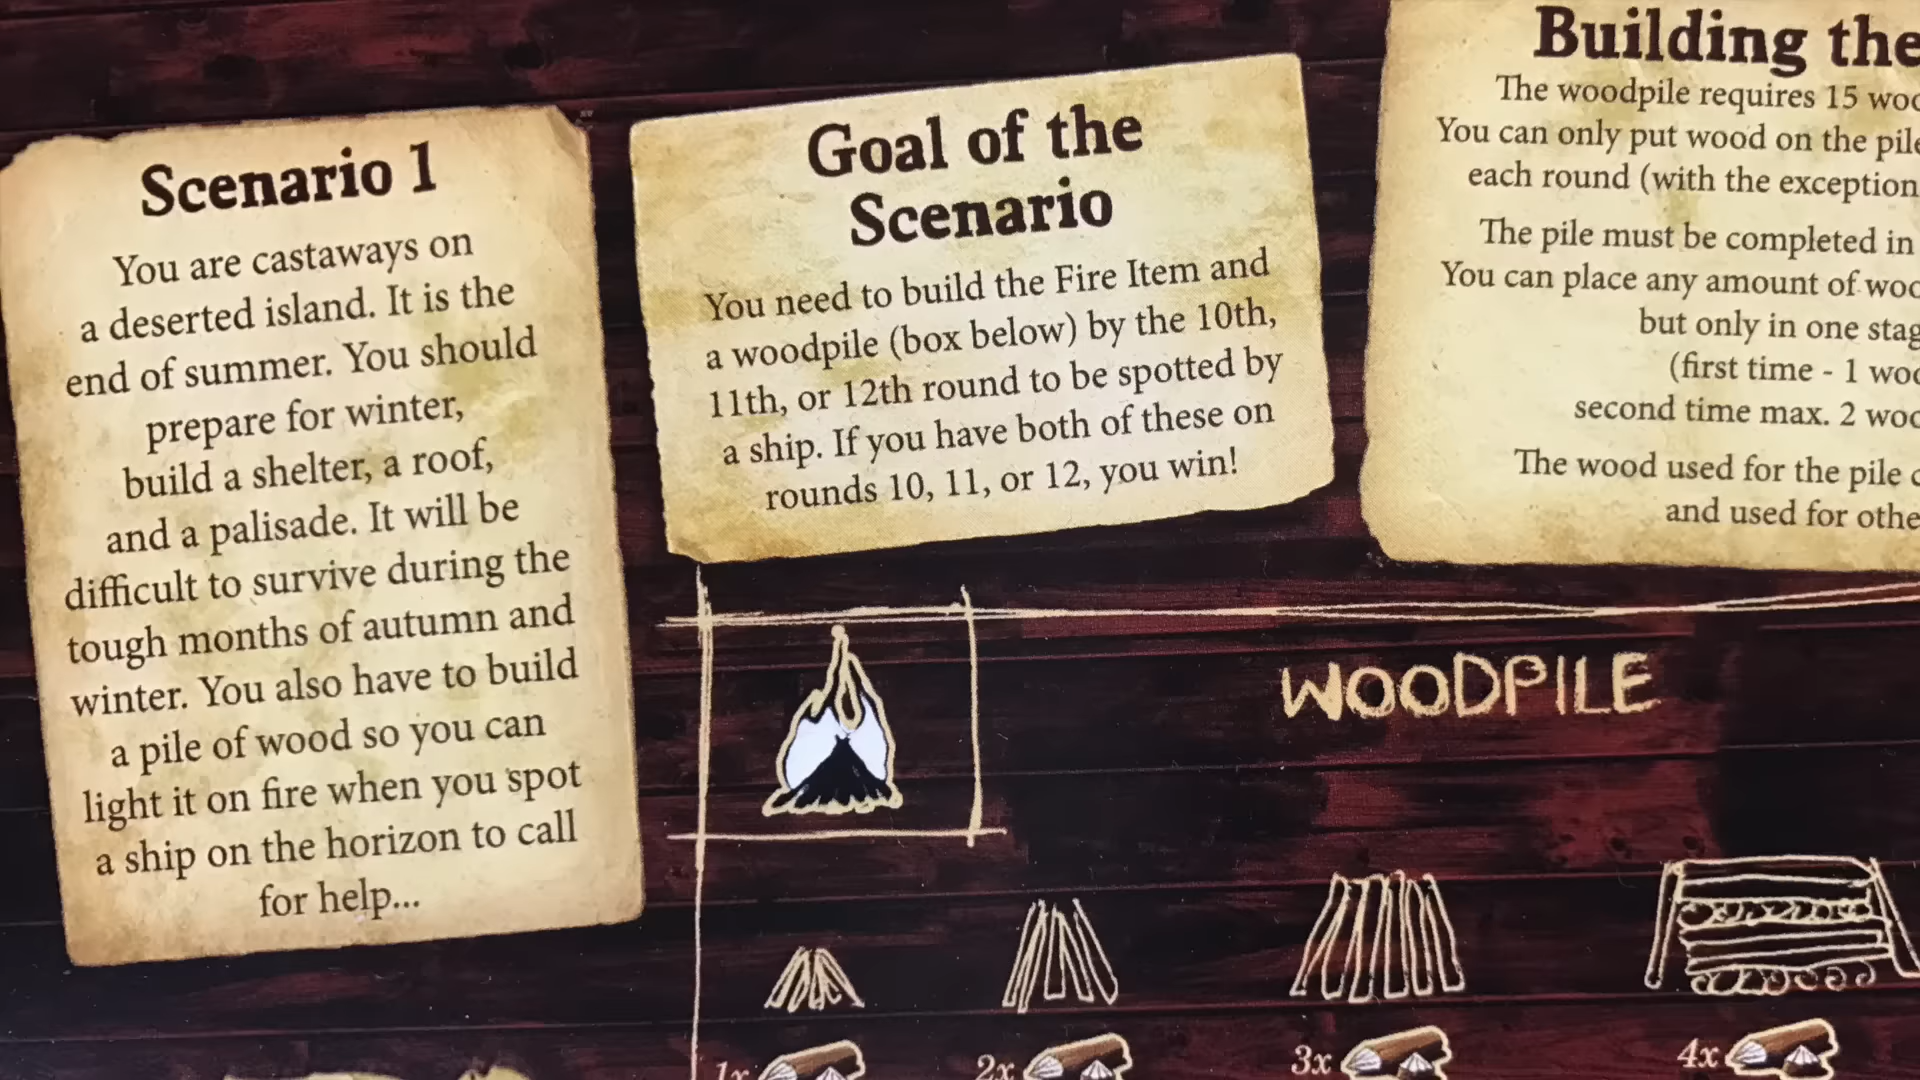 Scenario 1
You are castaways on
a deserted island. It is the
end of summer. You should
prepare for winter,
build a shelter, a roof,
and a palisade. It will be
difficult to survive during the
tough months of autumn and
winter. You also have to build
a pile of wood so you can
light it on fire when you spot
a ship on the horizon to call
for help...
Goal of the
Scenario
You need to build the Fire Item and
a woodpile (box below) by the 10th,
11th, or 12th round to be spotted by
a ship. If you have both of these on
rounds 10, 11, or 12, you win!
Building the
The woodpile requires 15
You can only put wood on the pile
each round (with the exception
The pile must be completed in
You can place any amount of
but only in one
(first time - 1
second time max. 2
The wood used for the pile
and used for
WOODPILE
1x
2x
3x
4x